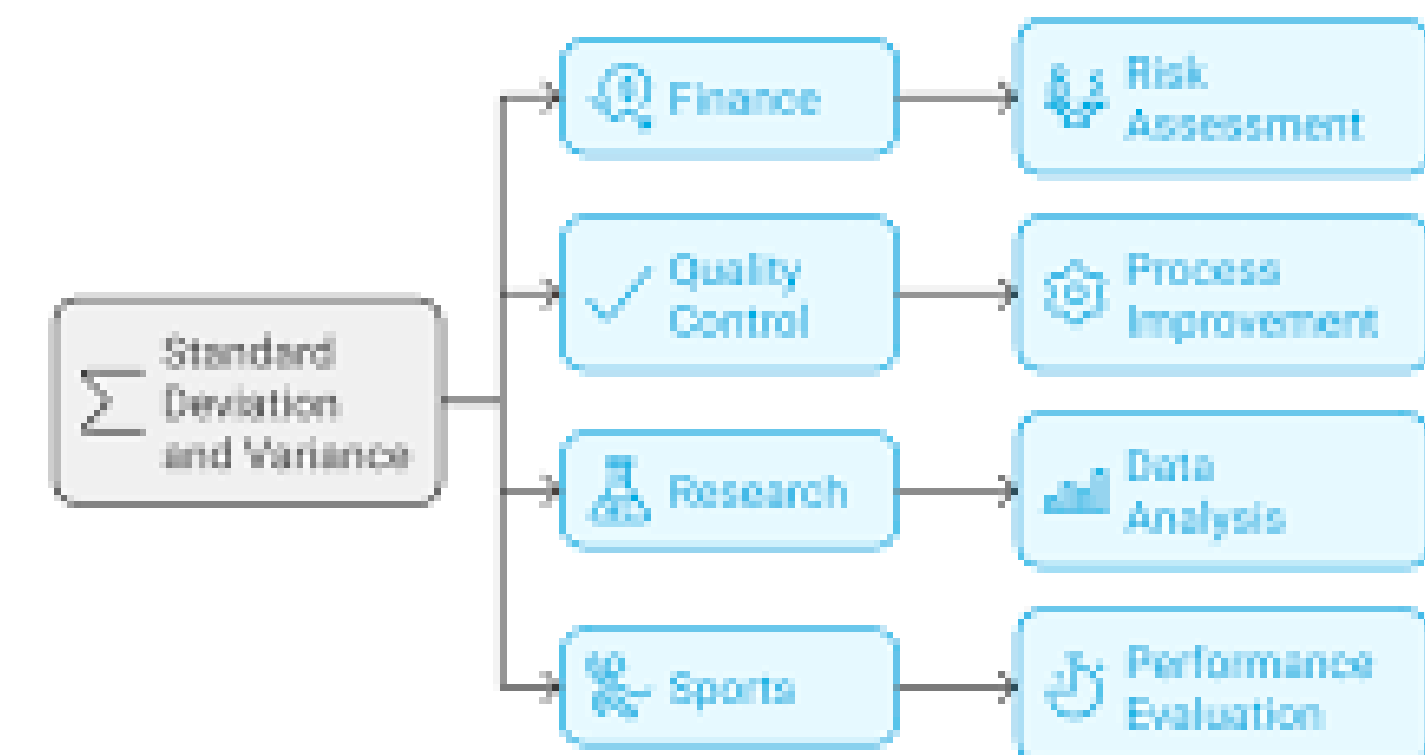 Standard
Deviation
and Variance
Finance
Risk
Assessment
Quality
Control
Process
Improvement
Research
Data
Analysis
Sports
Performance
Evaluation